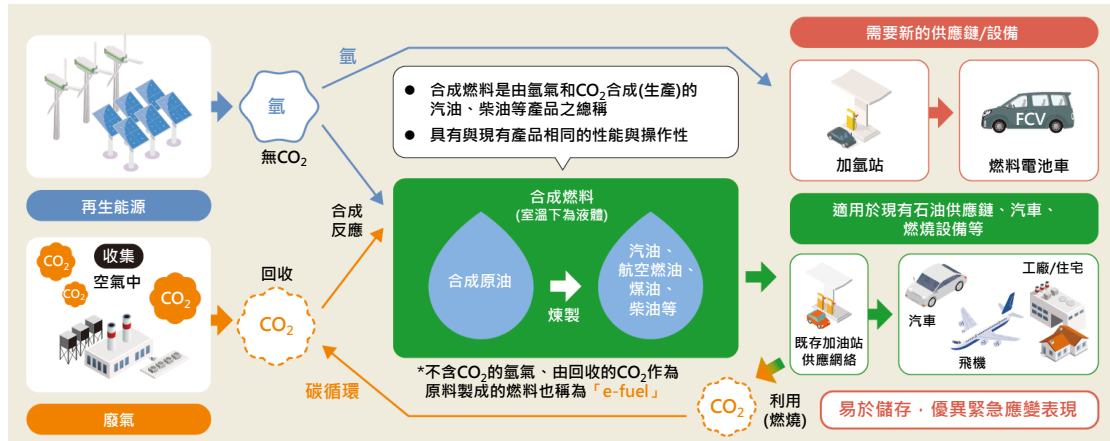 再生能源
氫
無CO₂
氫
收集
空氣中
CO₂
CO₂
CO₂
廢氣
回收
CO₂
合成
反應
● 合成燃料是由氫氣和CO₂合成(生產)的
汽油、柴油等產品之總稱
● 具有與現有產品相同的性能與操作性
合成燃料
(室溫下為液體)
合成原油
煉製
汽油、
航空燃油、
煤油、
柴油等
*不含CO₂的氫氣、由回收的CO₂作為
原料製成的燃料也稱為「e-fuel」
碳循環
需要新的供應鏈/設備
加氫站
FCV
燃料電池車
適用於現有石油供應鏈、汽車、
燃燒設備等
既存加油站
供應網絡
汽車
飛機
工廠/住宅
CO₂
利用
(燃燒)
易於儲存，優異緊急應變表現